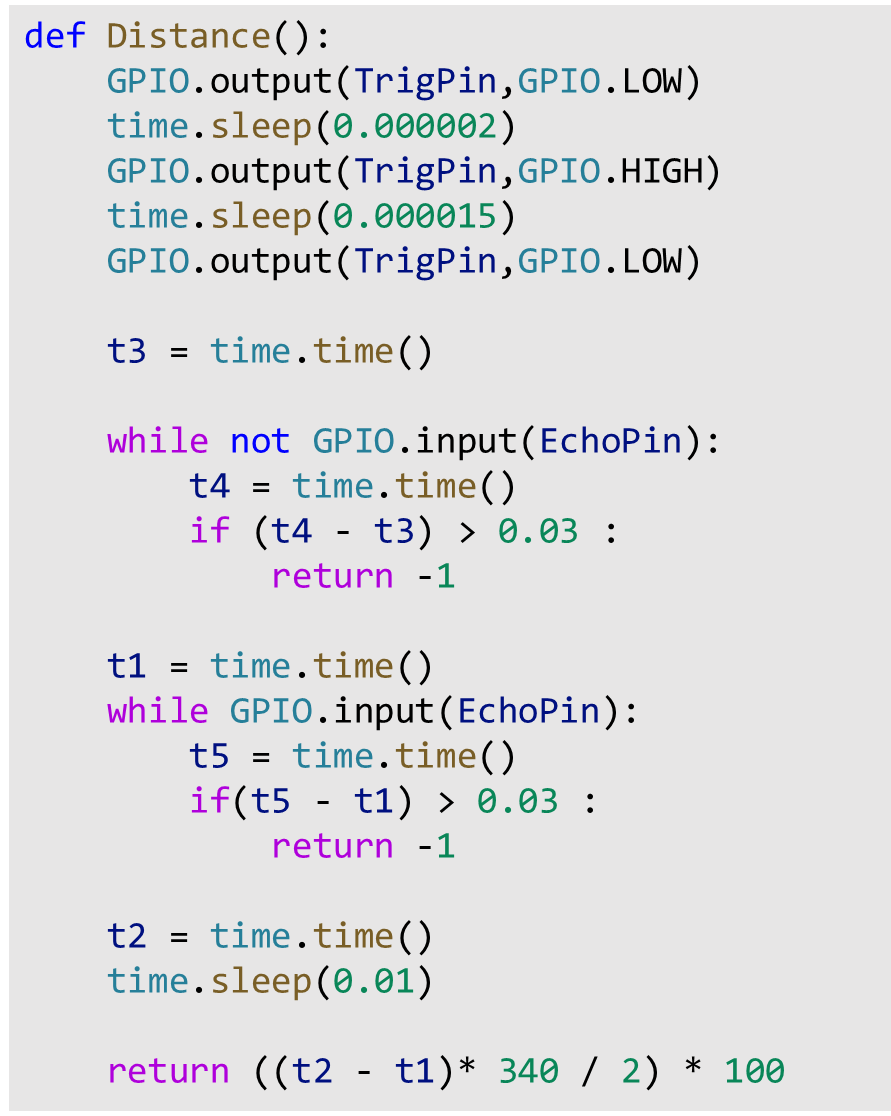 def Distance():
    GPIO.output(TrigPin,GPIO.LOW)
    time.sleep(0.000002)
    GPIO.output(TrigPin,GPIO.HIGH)
    time.sleep(0.000015)
    GPIO.output(TrigPin,GPIO.LOW)

    t3 = time.time()

    while not GPIO.input(EchoPin):
        t4 = time.time()
        if (t4 - t3) > 0.03 :
            return -1

    t1 = time.time()
    while GPIO.input(EchoPin):
        t5 = time.time()
        if(t5 - t1) > 0.03 :
            return -1

    t2 = time.time()
    time.sleep(0.01)

    return ((t2 - t1)* 340 / 2) * 100